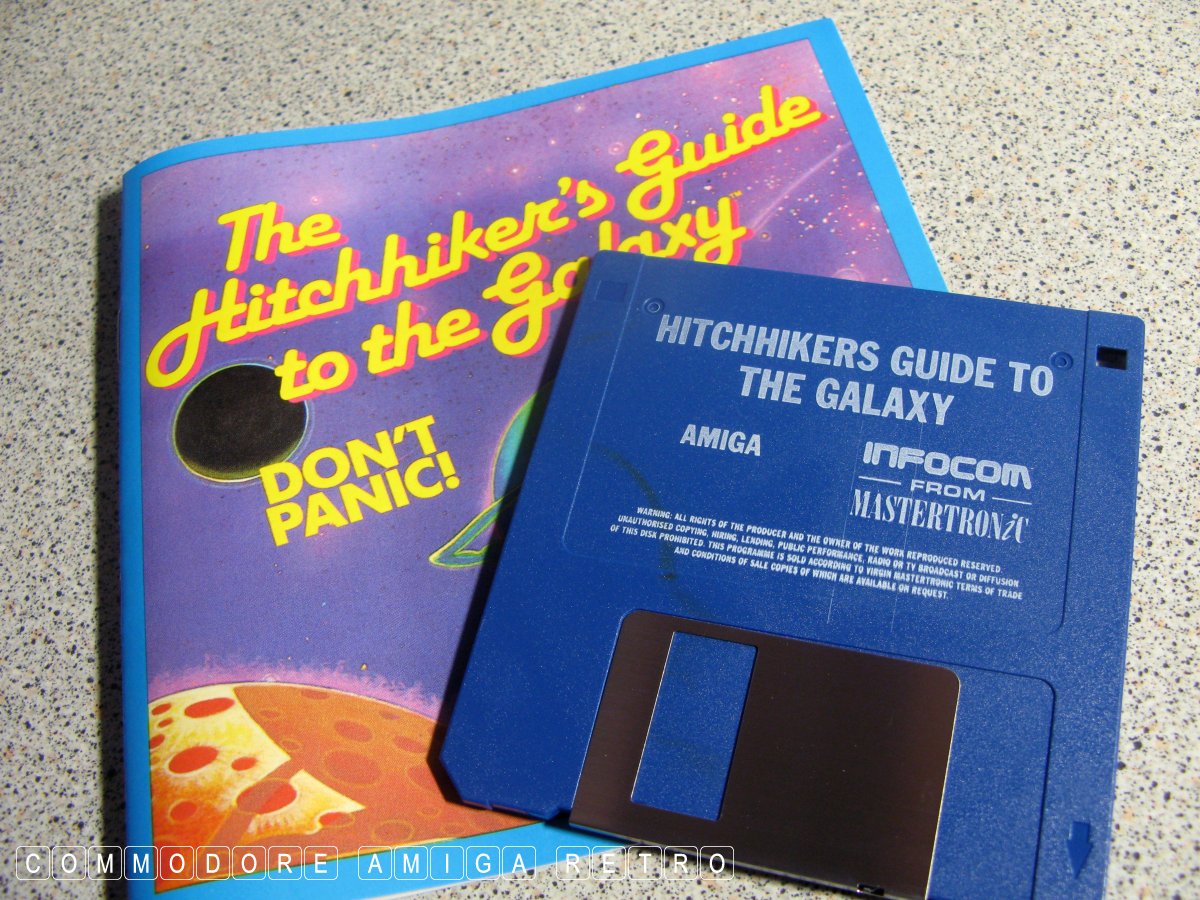 The
Hitchhiker's Guide
to the Galaxy™
DON'T
PANIC!
HITCHHIKERS GUIDE TO
THE GALAXY
AMIGA
INFOCOM
FROM
MASTERTRONiC
WARNING: ALL RIGHTS OF THE PRODUCER AND THE OWNER OF THE WORK REPRODUCED RESERVED
UNAUTHORISED COPYING, HIRING, LENDING, PUBLIC PERFORMANCE, RADIO OR TV BROADCAST OR DIFFUSION
OF THIS DISK PROHIBITED. THIS PROGRAMME IS SOLD ACCORDING TO VIRGIN MASTERTRONIC TERMS OF TRADE
AND CONDITIONS OF SALE COPIES OF WHICH ARE AVAILABLE ON REQUEST.
COMMODORE AMIGA RETRO